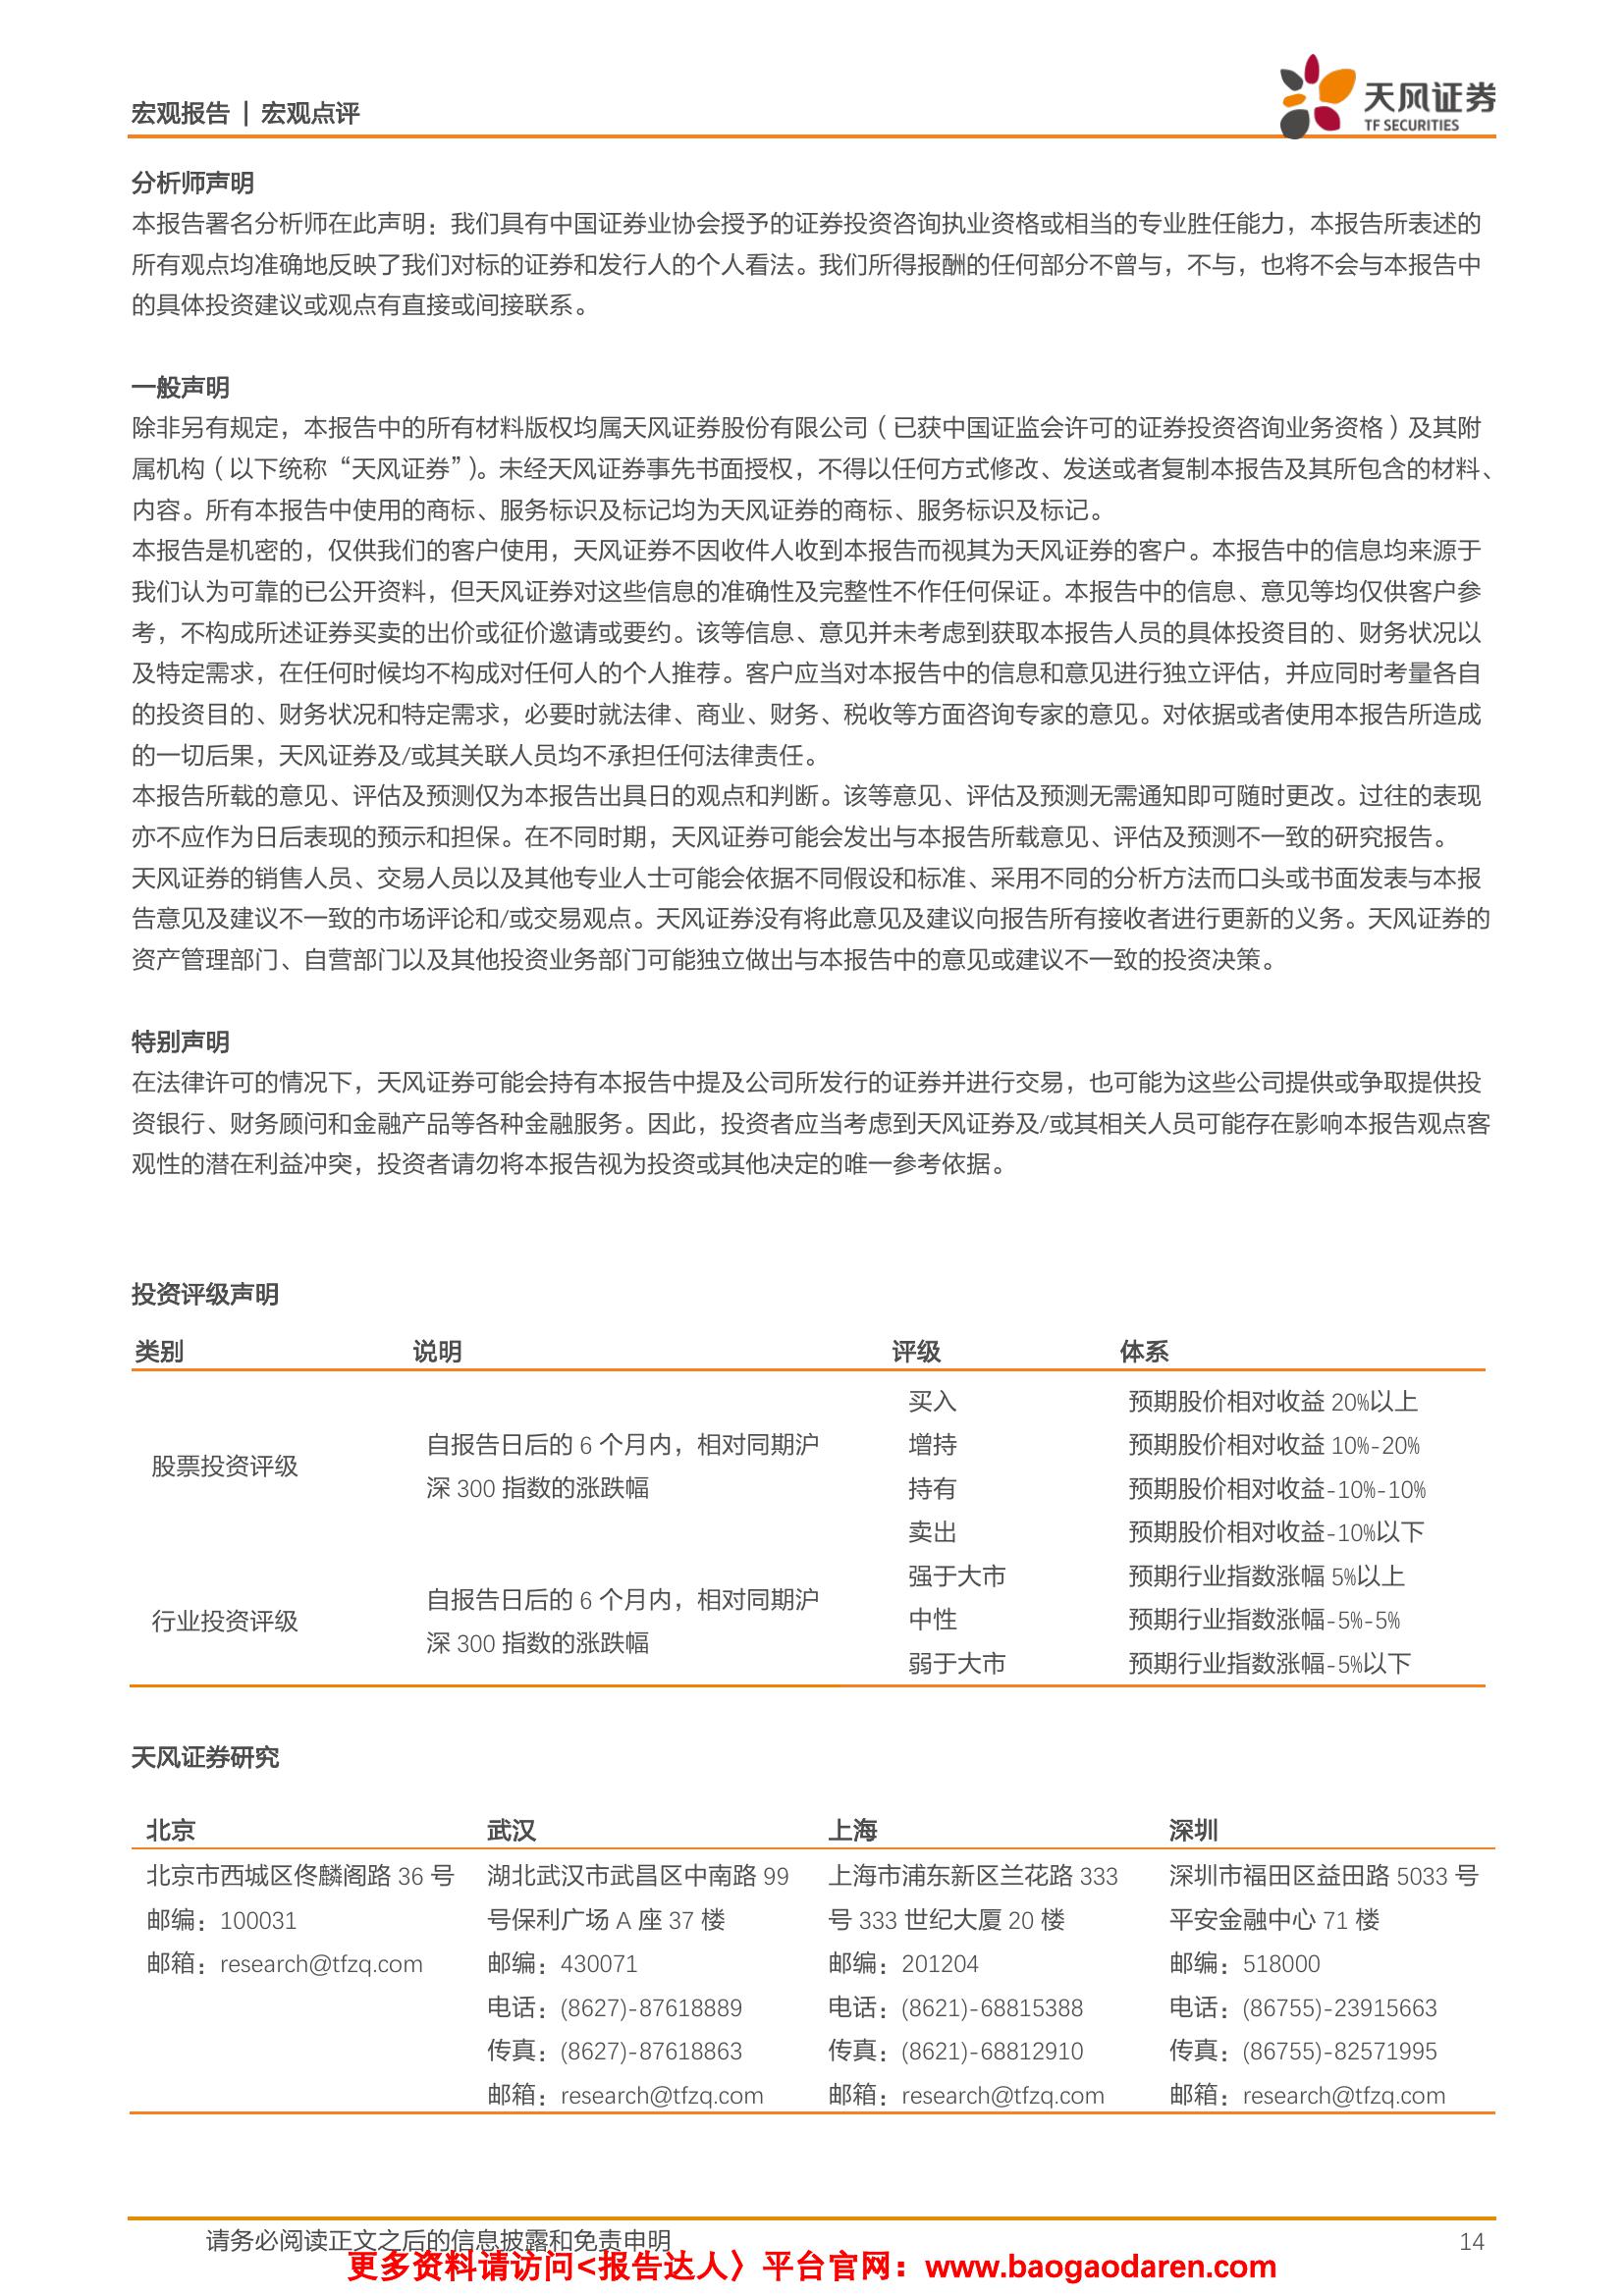 宏观报告 | 宏观点评
天风证券
TF SECURITIES
分析师声明
本报告署名分析师在此声明：我们具有中国证券业协会授予的证券投资咨询执业资格或相当的专业胜任能力，本报告所表述的
所有观点均准确地反映了我们对标的证券和发行人的个人看法。我们所得报酬的任何部分不曾与，不与，也将不会与本报告中
的具体投资建议或观点有直接或间接联系。
一般声明
除非另有规定，本报告中的所有材料版权均属天风证券股份有限公司（已获中国证监会许可的证券投资咨询业务资格）及其附
属机构（以下统称“天风证券”）。未经天风证券事先书面授权，不得以任何方式修改、发送或者复制本报告及其所包含的材料、
内容。所有本报告中使用的商标、服务标识及标记均为天风证券的商标、服务标识及标记。
本报告是机密的，仅供我们的客户使用，天风证券不因收件人收到本报告而视其为天风证券的客户。本报告中的信息均来源于
我们认为可靠的已公开资料，但天风证券对这些信息的准确性及完整性不作任何保证。本报告中的信息、意见等均仅供客户参
考，不构成所述证券买卖的出价或征价邀请或要约。该等信息、意见并未考虑到获取本报告人员的具体投资目的、财务状况以
及特定需求，在任何时候均不构成对任何人的个人推荐。客户应当对本报告中的信息和意见进行独立评估，并应同时考量各自
的投资目的、财务状况和特定需求，必要时就法律、商业、财务、税收等方面咨询专家的意见。对依据或者使用本报告所造成
的一切后果，天风证券及/或其关联人员均不承担任何法律责任。
本报告所载的意见、评估及预测仅为本报告出具日的观点和判断。该等意见、评估及预测无需通知即可随时更改。过往的表现
亦不应作为日后表现的预示和担保。在不同时期，天风证券可能会发出与本报告所载意见、评估及预测不一致的研究报告。
天风证券的销售人员、交易人员以及其他专业人士可能会依据不同假设和标准、采用不同的分析方法而口头或书面发表与本报
告意见及建议不一致的市场评论和/或交易观点。天风证券没有将此意见及建议向报告所有接收者进行更新的义务。天风证券的
资产管理部门、自营部门以及其他投资业务部门可能独立做出与本报告中的意见或建议不一致的投资决策。
特别声明
在法律许可的情况下，天风证券可能会持有本报告中提及公司所发行的证券并进行交易，也可能为这些公司提供或争取提供投
资银行、财务顾问和金融产品等各种金融服务。因此，投资者应当考虑到天风证券及/或其相关人员可能存在影响本报告观点客
观性的潜在利益冲突，投资者请勿将本报告视为投资或其他决定的唯一参考依据。
投资评级声明
类别 说明 评级 体系
股票投资评级
自报告日后的 6 个月内，相对同期沪
深 300 指数的涨跌幅
买入 预期股价相对收益 20%以上
增持 预期股价相对收益 10%-20%
持有 预期股价相对收益-10%-10%
卖出 预期股价相对收益-10%以下
行业投资评级
自报告日后的 6 个月内，相对同期沪
深 300 指数的涨跌幅
强于大市 预期行业指数涨幅 5%以上
中性 预期行业指数涨幅-5%-5%
弱于大市 预期行业指数涨幅-5%以下
天风证券研究
北京 武汉 上海 深圳
北京市西城区佟麟阁路 36 号 湖北武汉市武昌区中南路 99 上海市浦东新区兰花路 333 深圳市福田区益田路 5033 号
邮编：100031 号保利广场 A 座 37 楼 号 333 世纪大厦 20 楼 平安金融中心 71 楼
邮箱：research@tfzq.com 邮编：430071 邮编：201204 邮编：518000
电话：(8627)-87618889 电话：(8621)-68815388 电话：(86755)-23915663
传真：(8627)-87618863 传真：(8621)-68812910 传真：(86755)-82571995
邮箱：research@tfzq.com 邮箱：research@tfzq.com 邮箱：research@tfzq.com
请务必阅读正文之后的信息披露和免责申明 14
更多资料请访问<报告达人〉平台官网：www.baogaodaren.com